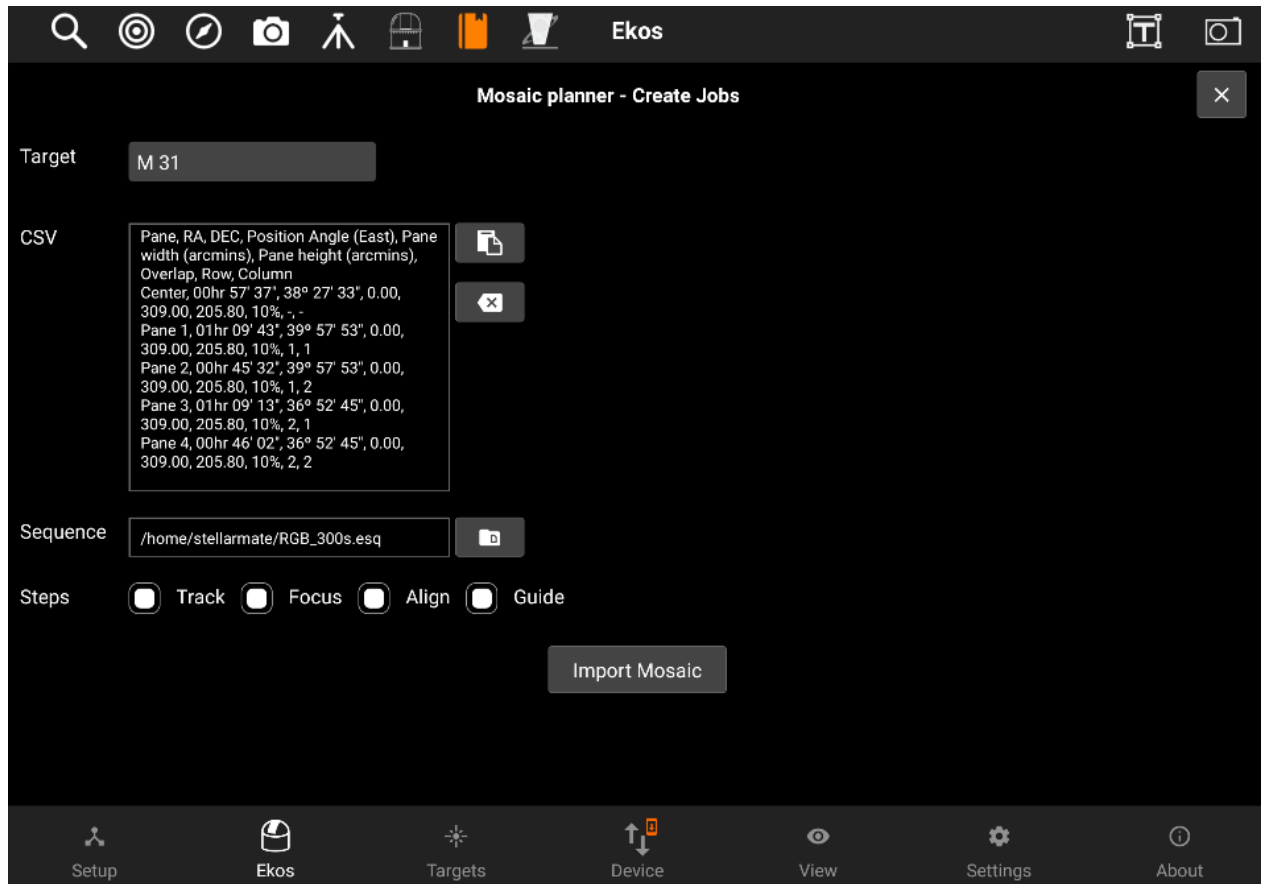 Ekos
Mosaic planner - Create Jobs
Target
M 31
CSV
Pane, RA, DEC, Position Angle (East), Pane
width (arcmins), Pane height (arcmins),
Overlap, Row, Column
Center, 00hr 57' 37", 38º 27' 33", 0.00,
309.00, 205.80, 10%, -, -
Pane 1, 01hr 09' 43", 39º 57' 53", 0.00,
309.00, 205.80, 10%, 1, 1
Pane 2, 00hr 45' 32", 39º 57' 53", 0.00,
309.00, 205.80, 10%, 1, 2
Pane 3, 01hr 09' 13", 36º 52' 45", 0.00,
309.00, 205.80, 10%, 2, 1
Pane 4, 00hr 46' 02", 36º 52' 45", 0.00,
309.00, 205.80, 10%, 2, 2
Sequence
/home/stellarmate/RGB_300s.esq
Steps
Track Focus Align Guide
Import Mosaic
Setup Ekos Targets Device View Settings About